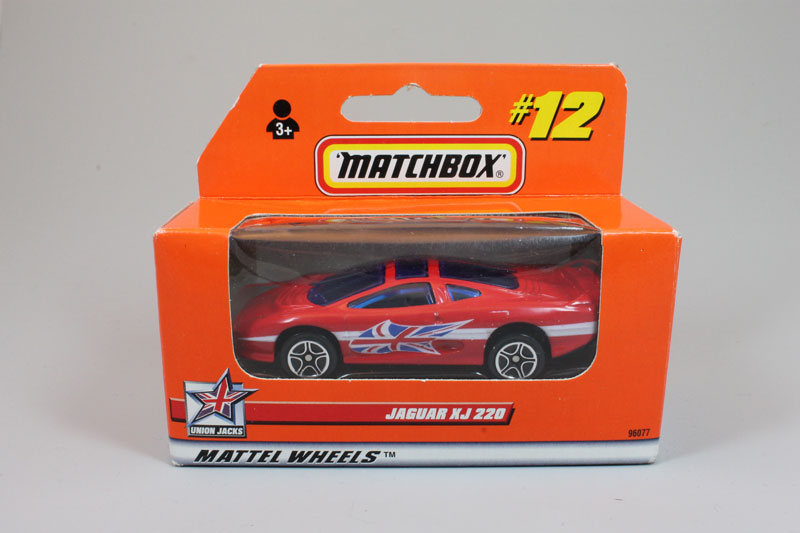 #12
3+
'MATCHBOX'®
JAGUAR XJ 220
UNION JACKS
96077
MATTEL WHEELS™